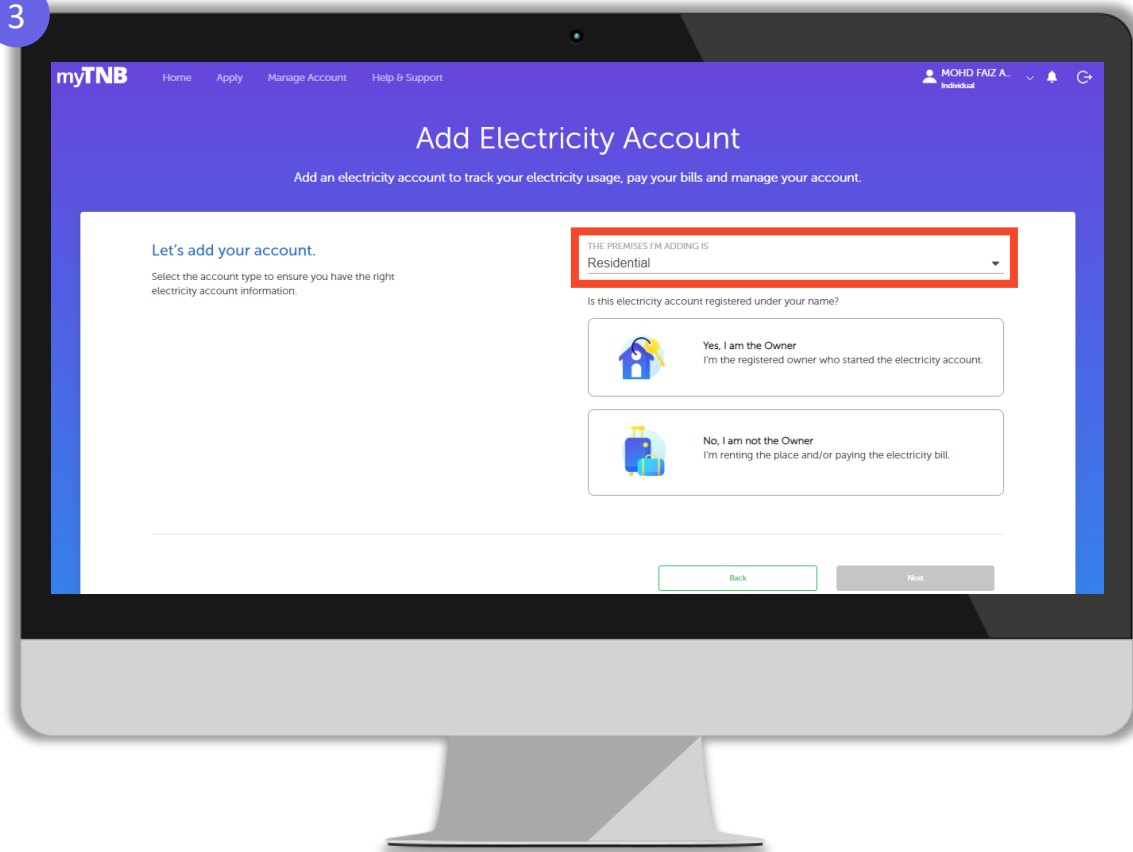 3
myTNB Home Apply Manage Account Help & Support MOHD FAIZ A...
Individual
Add Electricity Account
Add an electricity account to track your electricity usage, pay your bills and manage your account.
Let's add your account.
Select the account type to ensure you have the right
electricity account information.
THE PREMISES I'M ADDING IS
Residential
Is this electricity account registered under your name?
Yes, I am the Owner
I'm the registered owner who started the electricity account.
No, I am not the Owner
I'm renting the place and/or paying the electricity bill.
Back Next